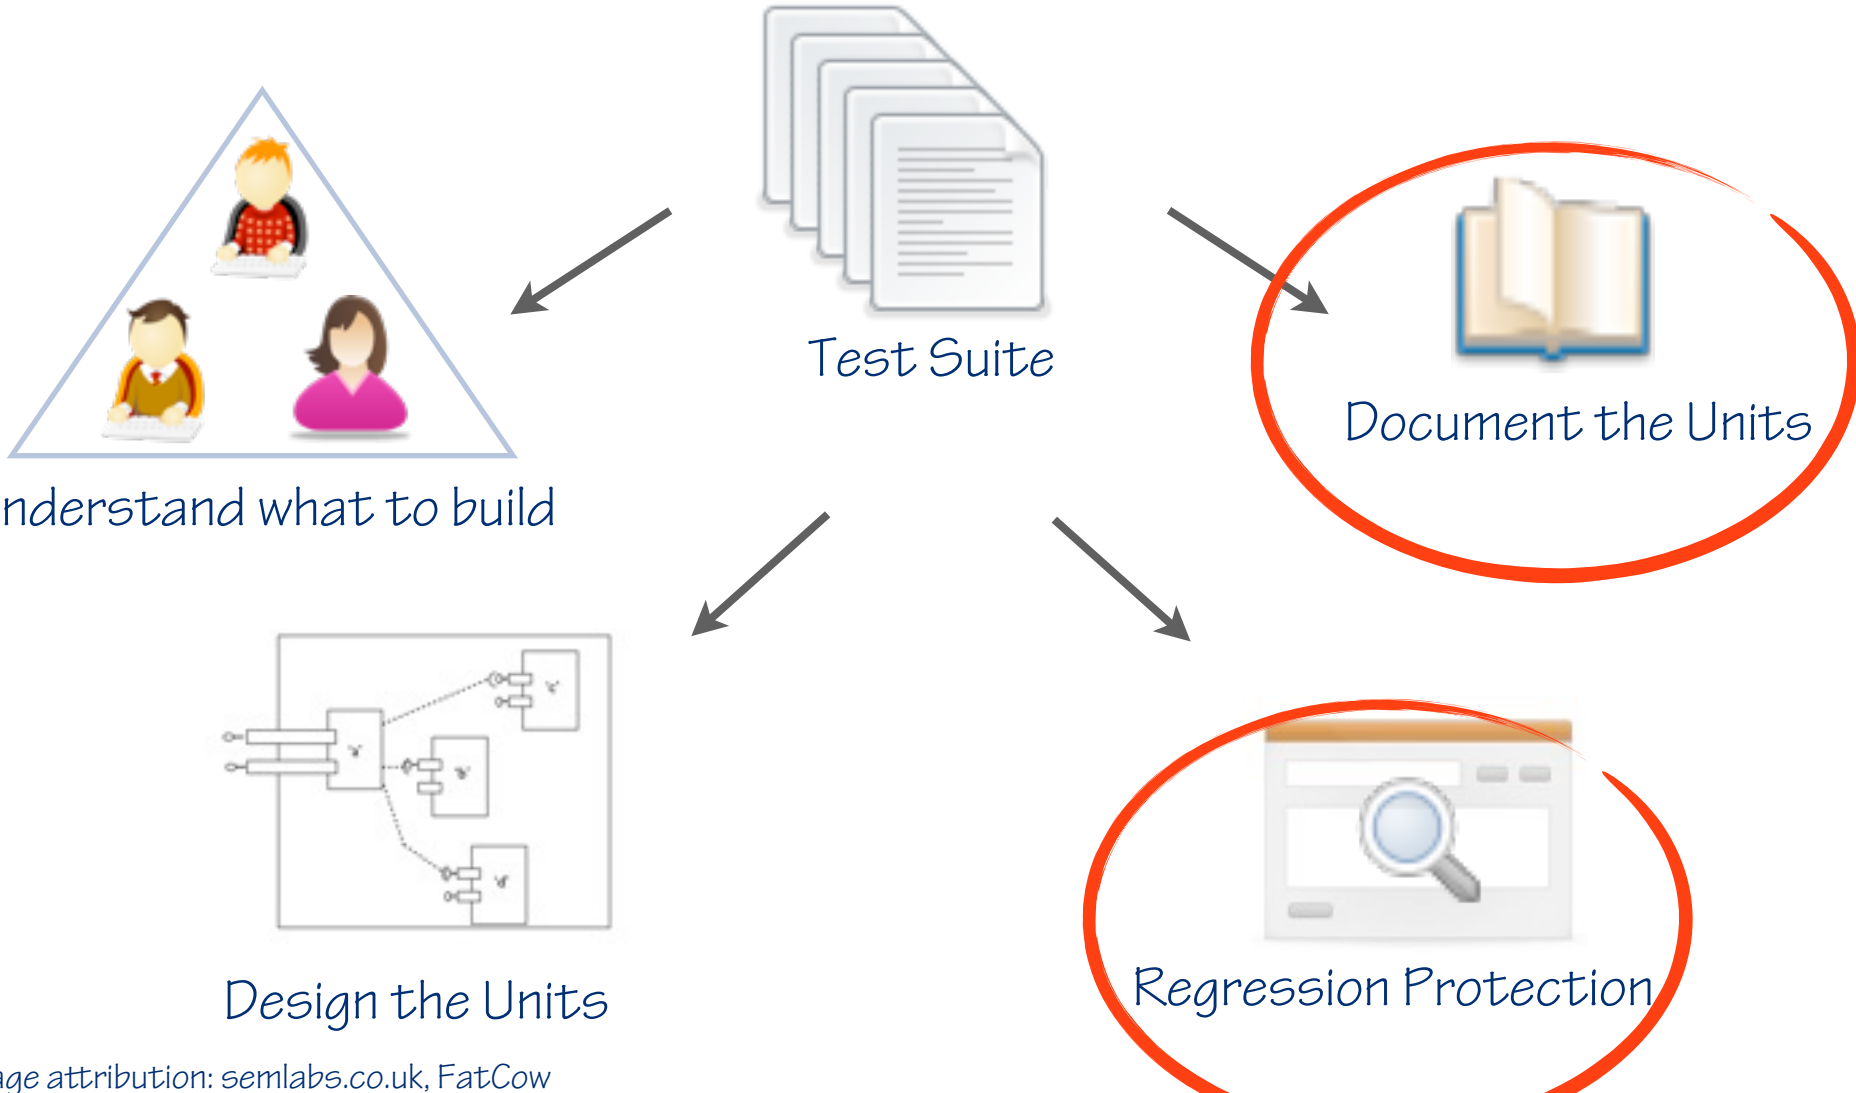 Test Suite
Document the Units
nderstand what to build
Design the Units
Regression Protection
age attribution: semlabs.co.uk, FatCow